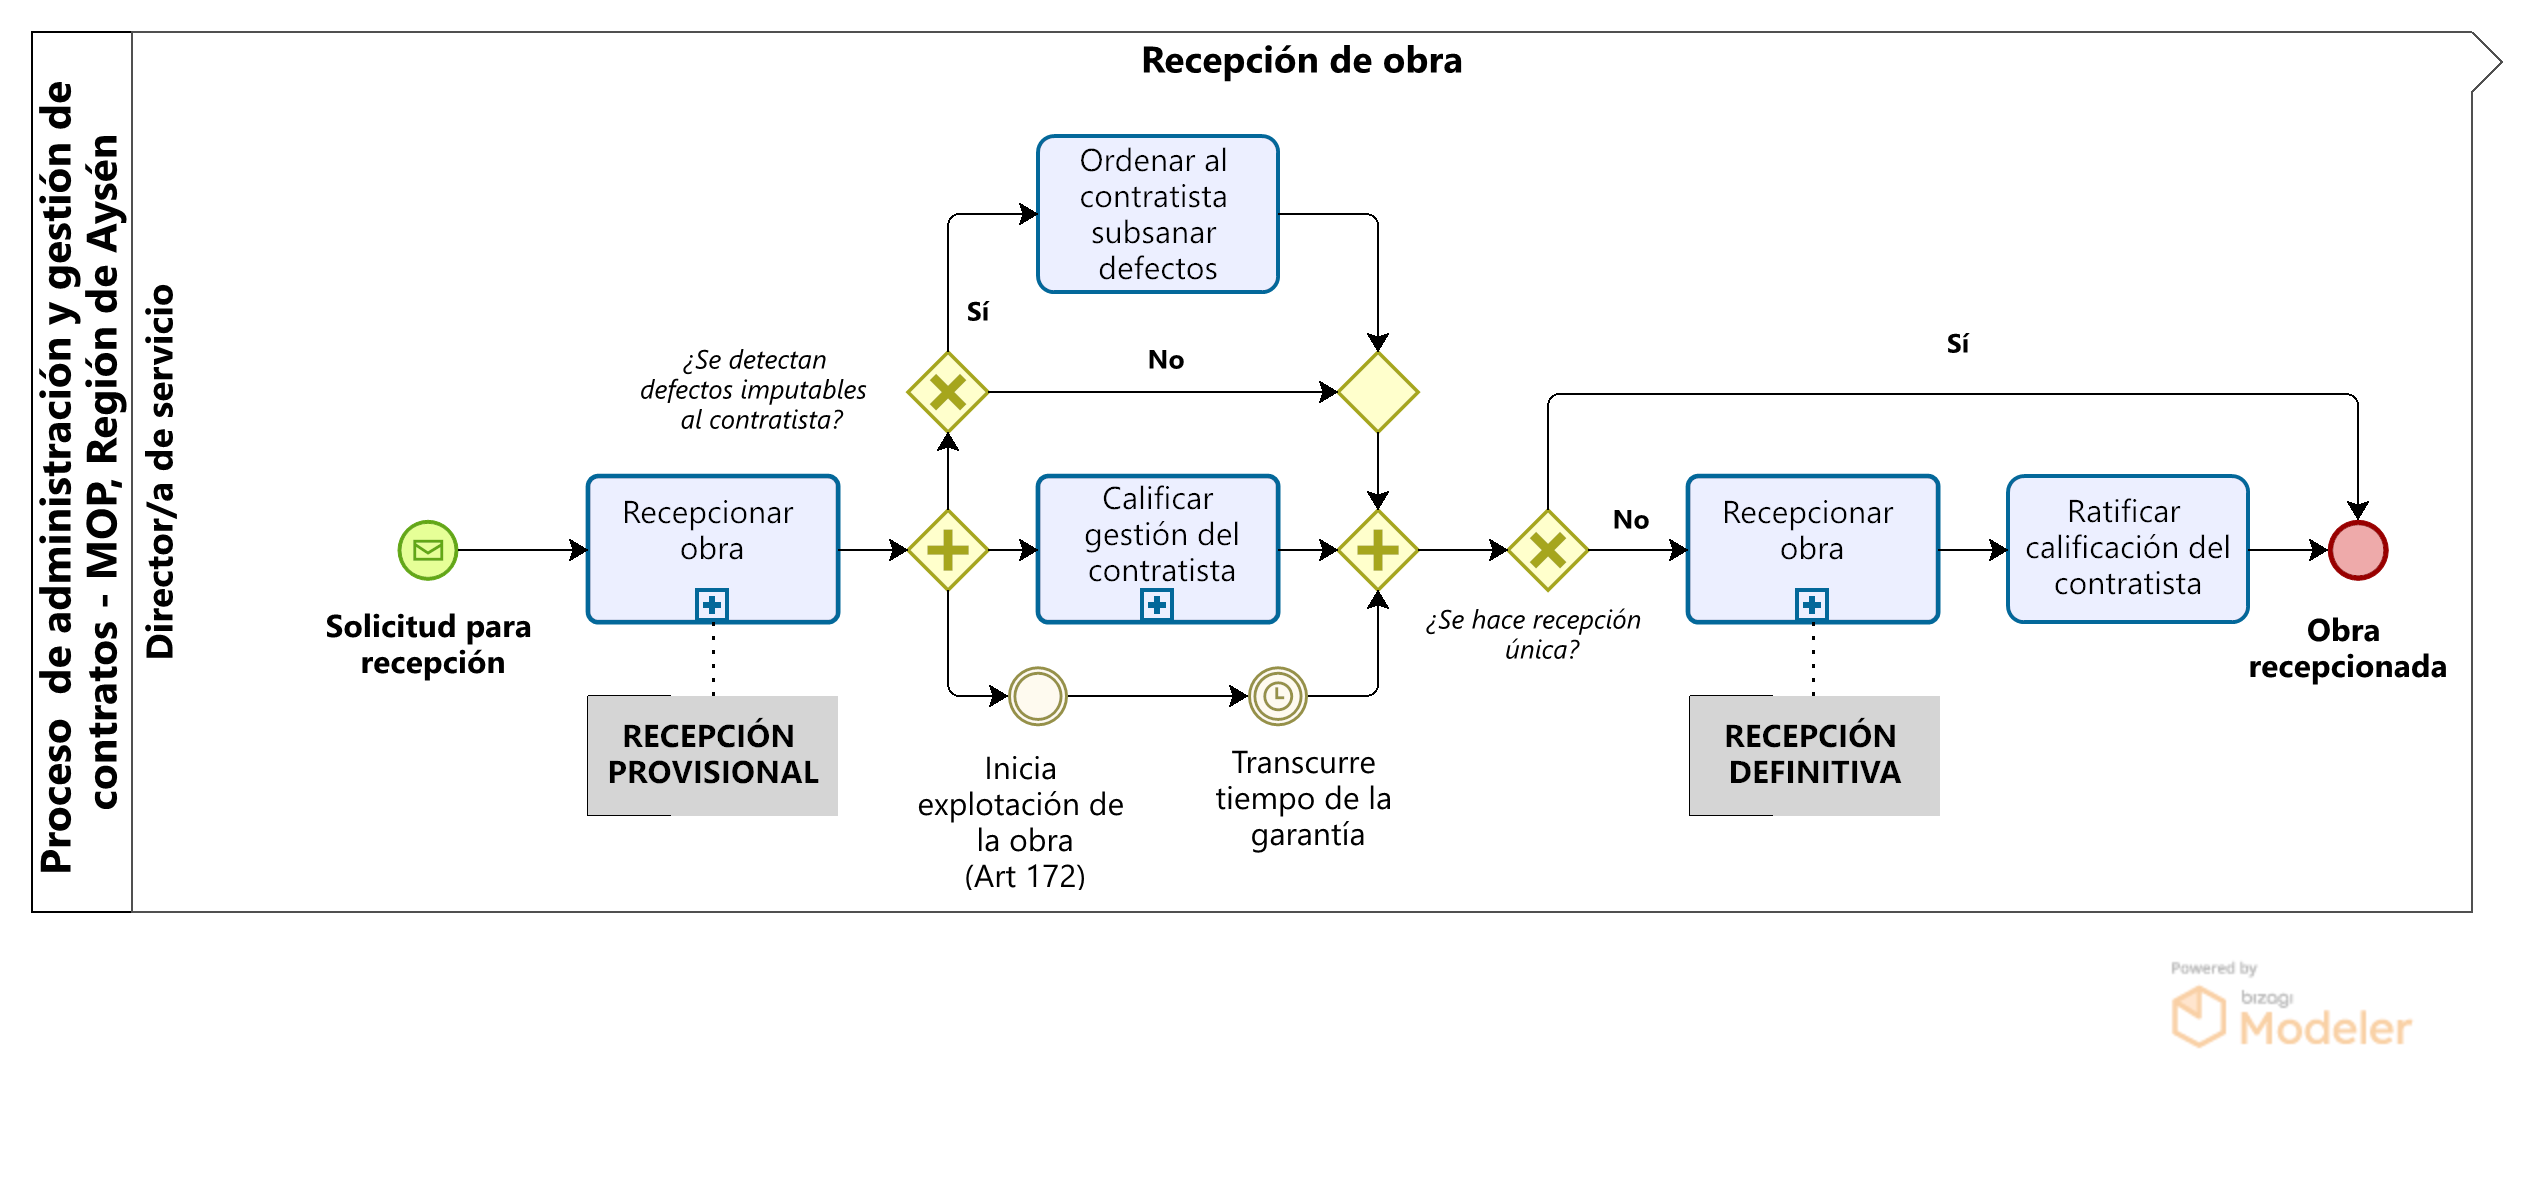 Proceso de administración y gestión de
contratos - MOP, Región de Aysén
Director/a de servicio
Recepción de obra
Ordenar al
contratista
subsanar
defectos
Sí
¿Se detectan
defectos imputables
al contratista?
No
Sí
Solicitud para
recepción
Recepcionar
obra
RECEPCIÓN
PROVISIONAL
Calificar
gestión del
contratista
Inicia
explotación de
la obra
(Art 172)
Transcurre
tiempo de la
garantía
¿Se hace recepción
única?
No
Recepcionar
obra
RECEPCIÓN
DEFINITIVA
Ratificar
calificación del
contratista
Obra
recepcionada
Powered by
bizagi
Modeler